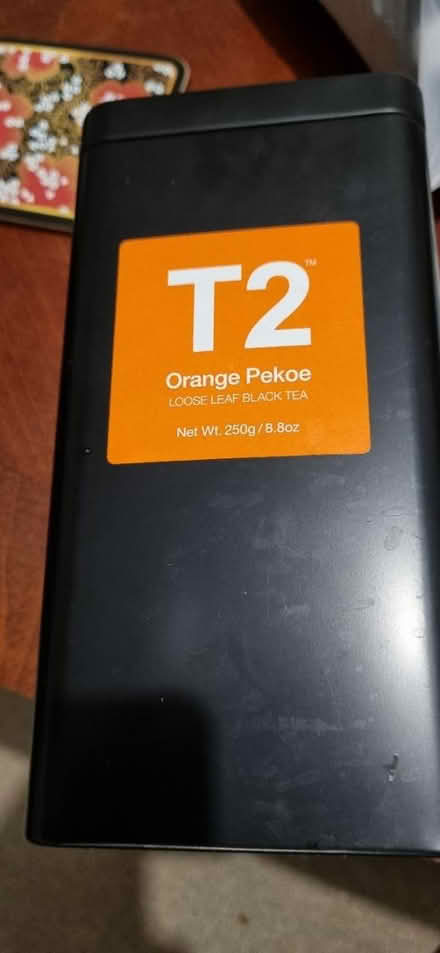 T2™
Orange Pekoe
LOOSE LEAF BLACK TEA
Net Wt. 250g / 8.8oz